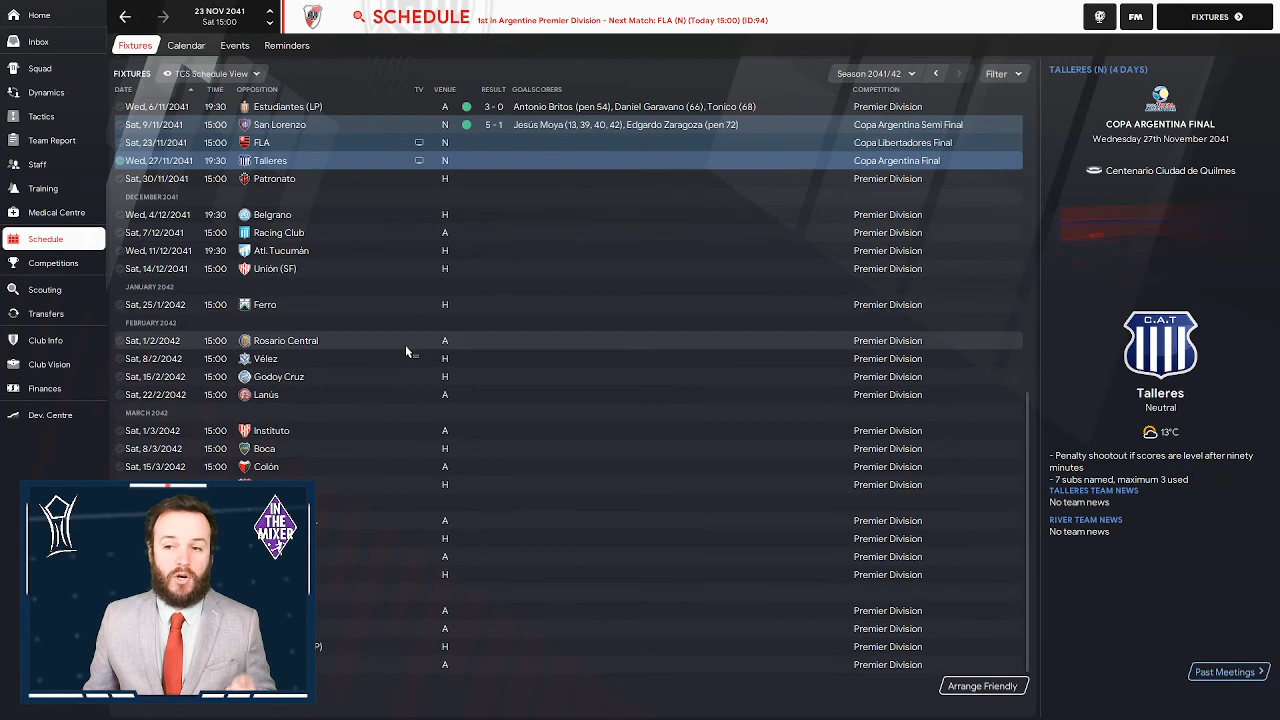 Home
Inbox
Squad
Dynamics
Tactics
Team Report
Staff
Training
Medical Centre
Schedule
Competitions
Scouting
Transfers
Club Info
Club Vision
Finances
Dev. Centre
23 NOV 2041
Sat 15:00
SCHEDULE
1st in Argentine Premier Division - Next Match: FLA (N) (Today 15:00) (ID:94)
FM
FIXTURES
Fixtures Calendar Events Reminders
FIXTURES TCS Schedule View Season 2041/42 Filter
DATE TIME OPPOSITION TV VENUE RESULT GOALSCORERS COMPETITION
Wed, 6/11/2041 19:30 Estudiantes (LP) A 3 - 0 Antonio Britos (pen 54), Daniel Garavano (66), Tonico (68) Premier Division
Sat, 9/11/2041 15:00 San Lorenzo N 5 - 1 Jesús Moya (13, 39, 40, 42), Edgardo Zaragoza (pen 72) Copa Argentina Semi Final
Sat, 23/11/2041 15:00 FLA N Copa Libertadores Final
Wed, 27/11/2041 19:30 Talleres N Copa Argentina Final
Sat, 30/11/2041 15:00 Patronato H Premier Division
DECEMBER 2041
Wed, 4/12/2041 19:30 Belgrano H Premier Division
Sat, 7/12/2041 15:00 Racing Club A Premier Division
Wed, 11/12/2041 19:30 Atl. Tucumán H Premier Division
Sat, 14/12/2041 15:00 Unión (SF) H Premier Division
JANUARY 2042
Sat, 25/1/2042 15:00 Ferro H Premier Division
FEBRUARY 2042
Sat, 1/2/2042 15:00 Rosario Central A Premier Division
Sat, 8/2/2042 15:00 Vélez H Premier Division
Sat, 15/2/2042 15:00 Godoy Cruz H Premier Division
Sat, 22/2/2042 15:00 Lanús A Premier Division
MARCH 2042
Sat, 1/3/2042 15:00 Instituto H Premier Division
Sat, 8/3/2042 15:00 Boca H Premier Division
Sat, 15/3/2042 15:00 Colón A Premier Division
H Premier Division
A Premier Division
H Premier Division
A Premier Division
H Premier Division
A Premier Division
A Premier Division
P) H Premier Division
A Premier Division
Arrange Friendly
IN
THE
MIXER
TALLERES (N) (4 DAYS)
COPA ARGENTINA FINAL
Wednesday 27th November 2041
Centenario Ciudad de Quilmes
C.A.T
Talleres
Neutral
13°C
- Penalty shootout if scores are level after ninety
minutes
- 7 subs named, maximum 3 used
TALLERES TEAM NEWS
No team news
RIVER TEAM NEWS
No team news
Past Meetings